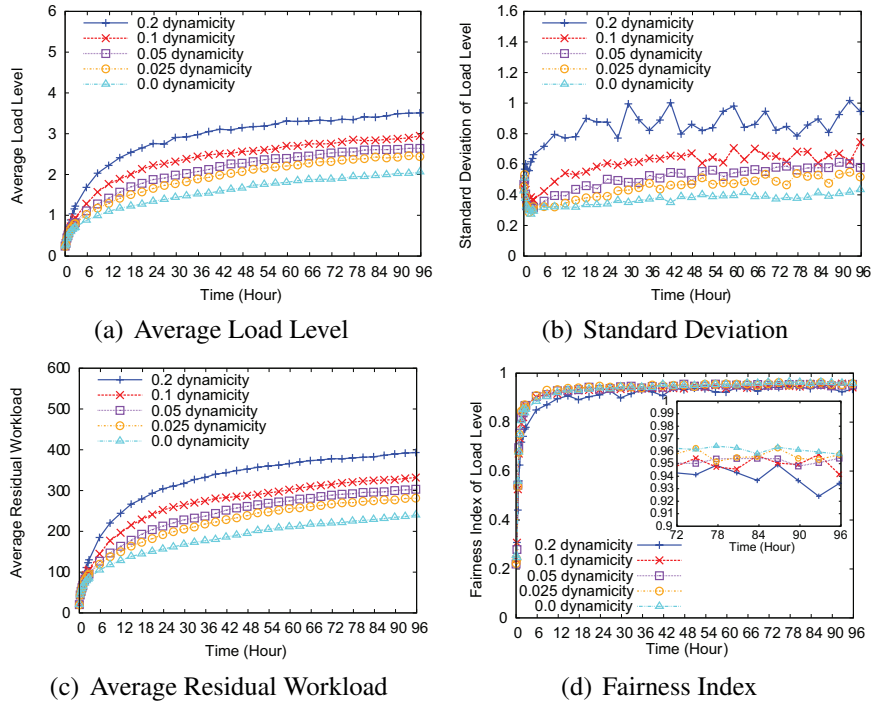 6
5
4
3
2
1
0
Average Load Level
0.2 dynamicity
0.1 dynamicity
0.05 dynamicity
0.025 dynamicity
0.0 dynamicity
0 6 12 18 24 30 36 42 48 54 60 66 72 78 84 90 96
Time (Hour)
(a) Average Load Level
1.6
1.4
1.2
1
0.8
0.6
0.4
0.2
0
Standard Deviation of Load Level
0.2 dynamicity
0.1 dynamicity
0.05 dynamicity
0.025 dynamicity
0.0 dynamicity
0 6 12 18 24 30 36 42 48 54 60 66 72 78 84 90 96
Time (Hour)
(b) Standard Deviation
600
500
400
300
200
100
0
Average Residual Workload
0.2 dynamicity
0.1 dynamicity
0.05 dynamicity
0.025 dynamicity
0.0 dynamicity
0 6 12 18 24 30 36 42 48 54 60 66 72 78 84 90 96
Time (Hour)
(c) Average Residual Workload
1
0.8
0.6
0.4
0.2
0
Fairness Index of Load Level
1
0.99
0.98
0.97
0.96
0.95
0.94
0.93
0.92
0.91
0.9
72 78 84 90 96
Time (Hour)
0.2 dynamicity
0.1 dynamicity
0.05 dynamicity
0.025 dynamicity
0.0 dynamicity
0 6 12 18 24 30 36 42 48 54 60 66 72 78 84 90 96
Time (Hour)
(d) Fairness Index